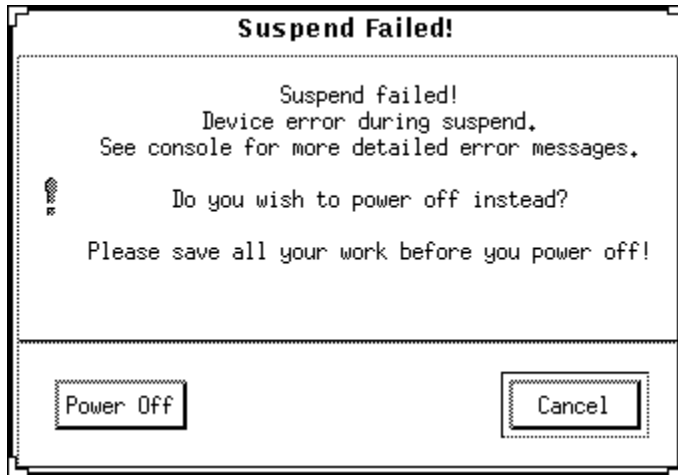 Suspend Failed!
Suspend failed!
Device error during suspend.
See console for more detailed error messages.
Do you wish to power off instead?
Please save all your work before you power off!
Power Off
Cancel